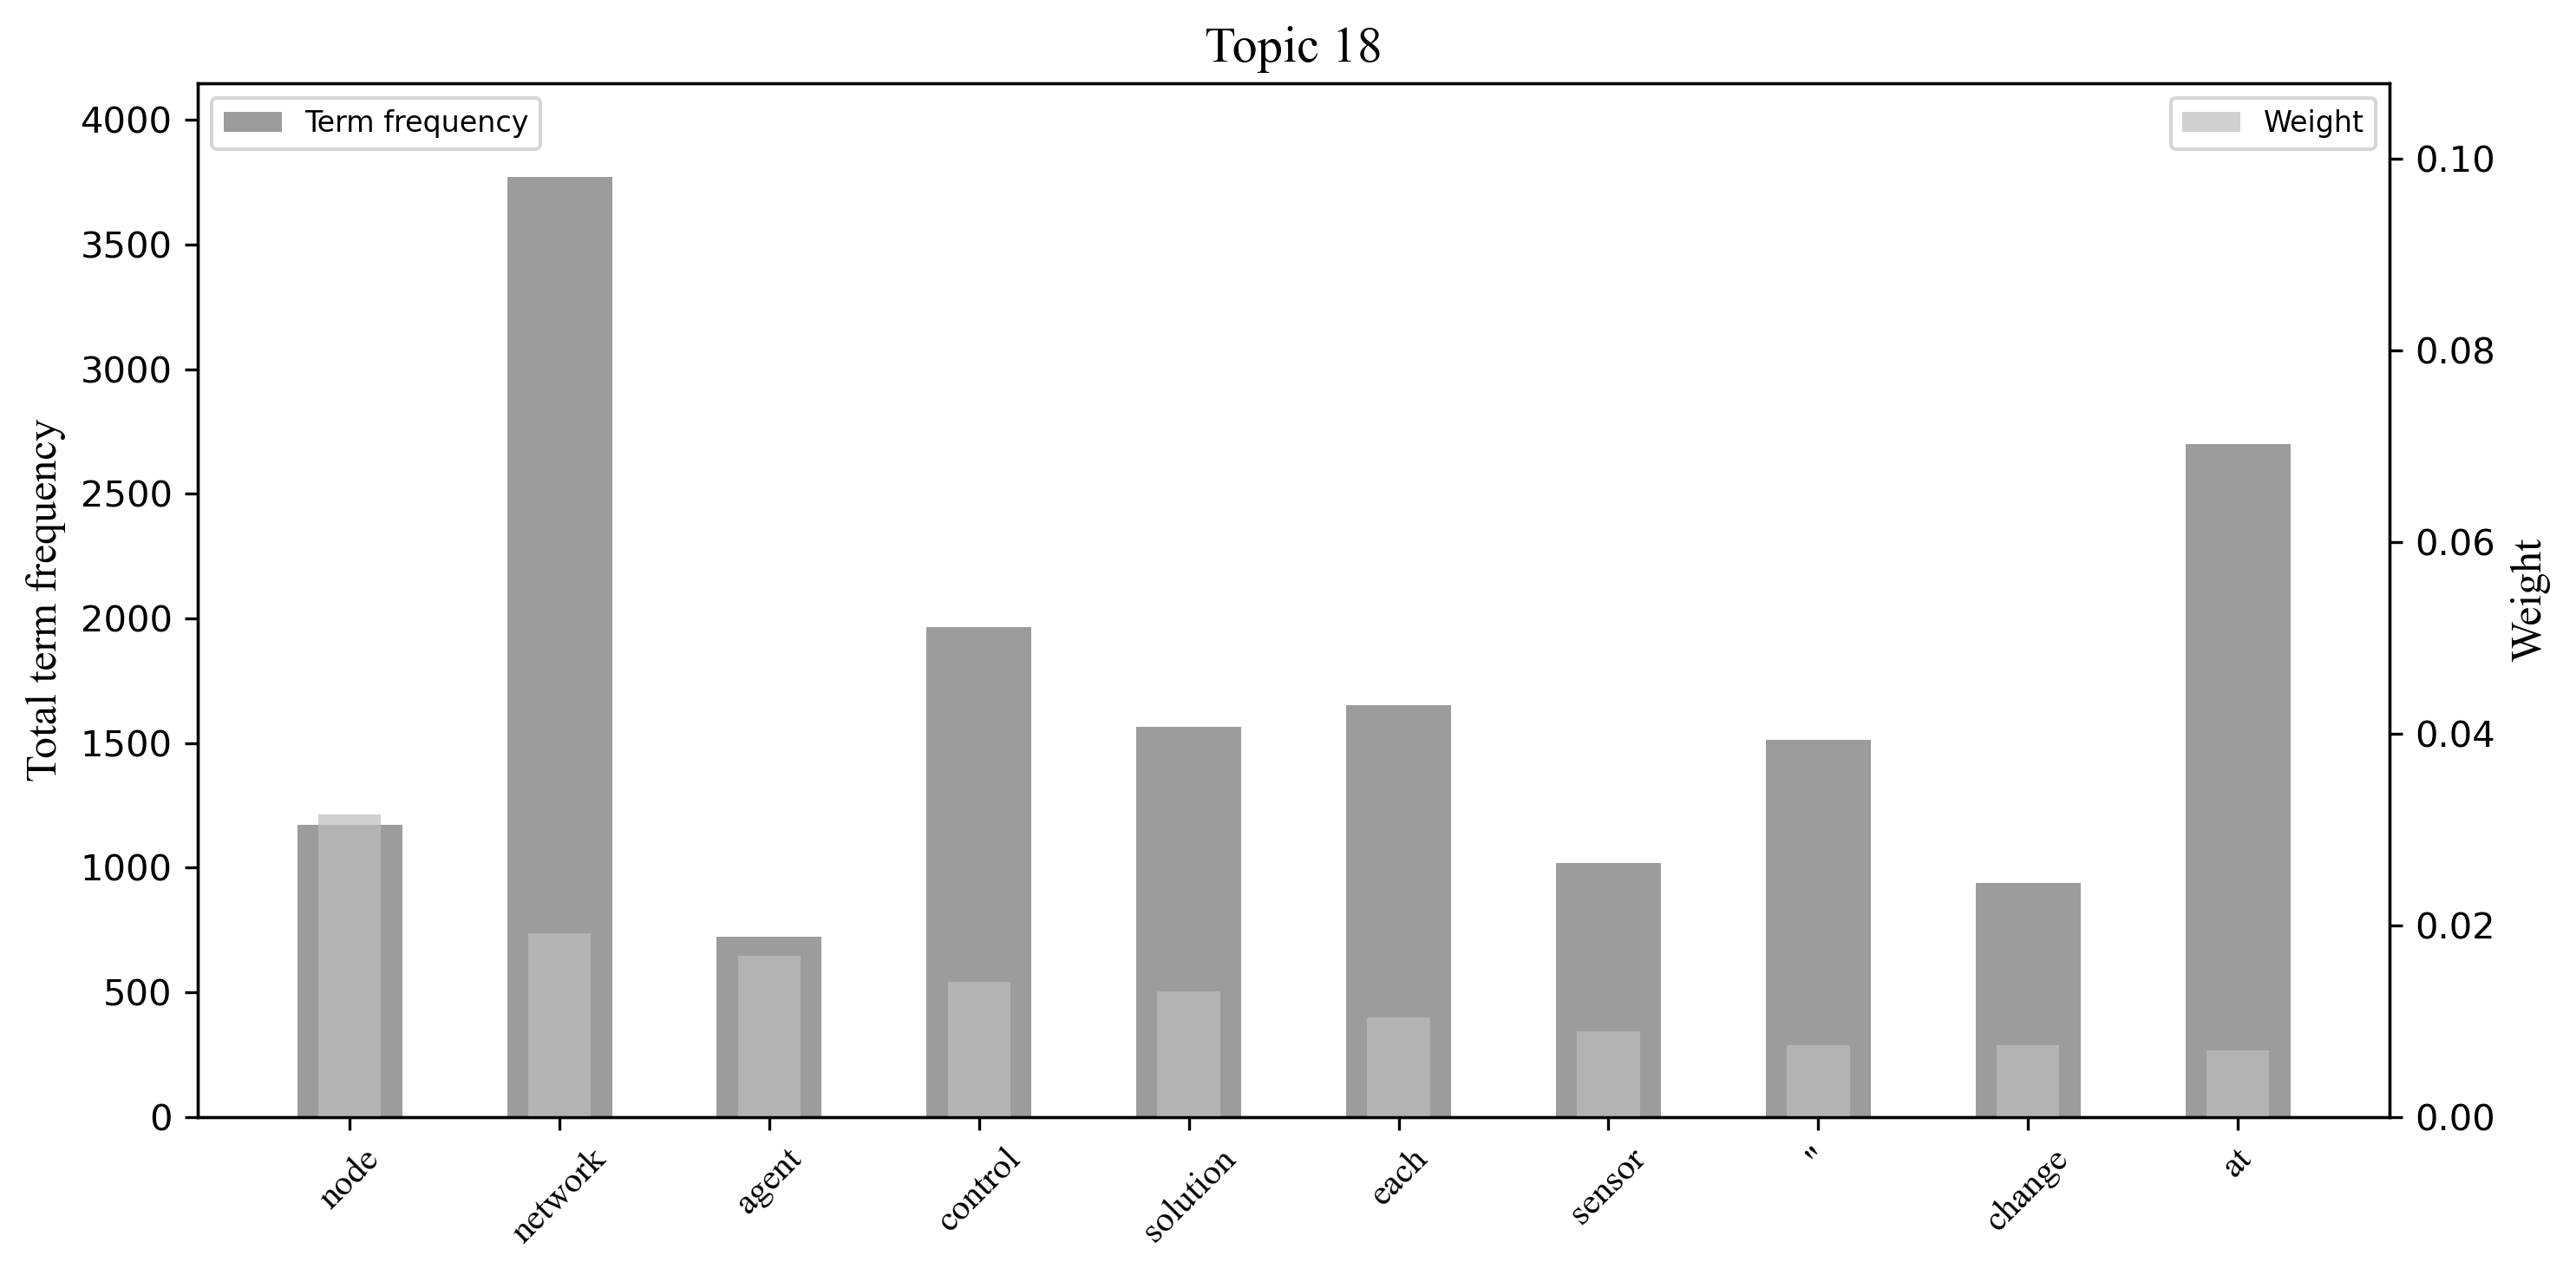 Topic 18
Term frequency
Weight
4000
3500
3000
2500
2000
1500
1000
500
0
Total term frequency
0.10
0.08
0.06
0.04
0.02
0.00
Weight
node
network
agent
control
solution
each
sensor
"
change
at